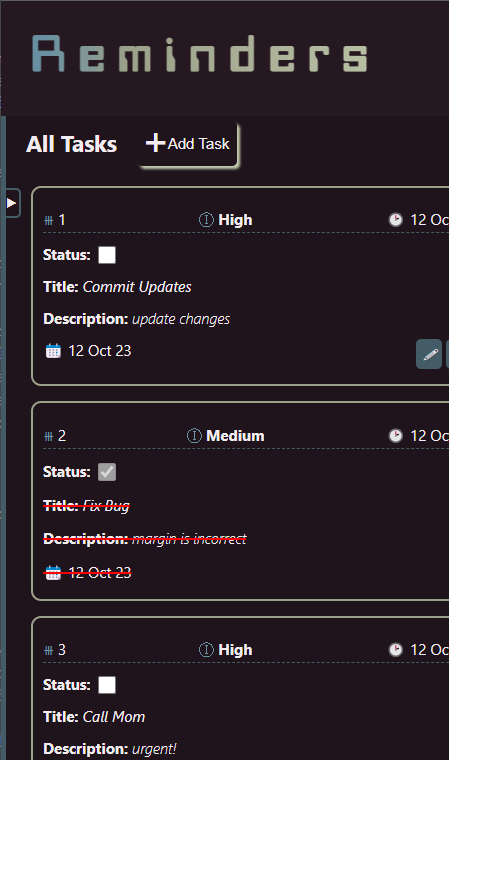 Reminders
All Tasks
Add Task
1 High 12 Oc
Status:
Title: Commit Updates
Description: update changes
12 Oct 23
2 Medium 12 Oc
Status:
Title: Fix Bug
Description: margin is incorrect
12 Oct 23
3 High 12 Oc
Status:
Title: Call Mom
Description: urgent!